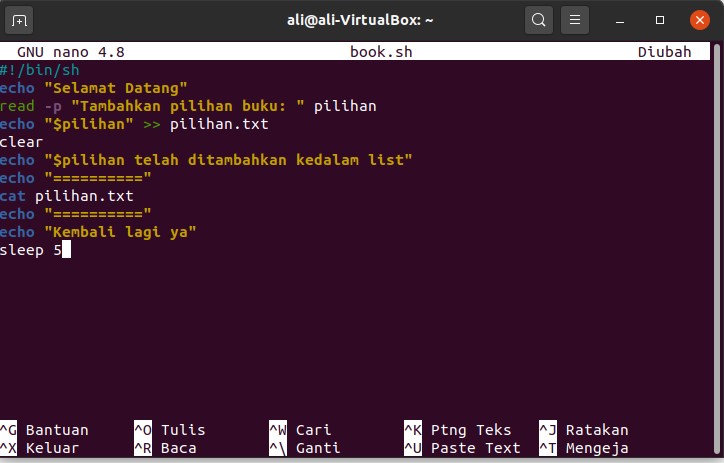 ali@ali-VirtualBox: ~
GNU nano 4.8 book.sh Diubah
#!/bin/sh
echo "Selamat Datang"
read -p "Tambahkan pilihan buku: " pilihan
echo "$pilihan" >> pilihan.txt
clear
echo "$pilihan telah ditambahkan kedalam list"
echo "=========="
cat pilihan.txt
echo "=========="
echo "Kembali lagi ya"
sleep 5
^G Bantuan ^O Tulis ^W Cari ^K Ptng Teks ^J Ratakan
^X Keluar ^R Baca ^\ Ganti ^U Paste Text ^T Mengeja